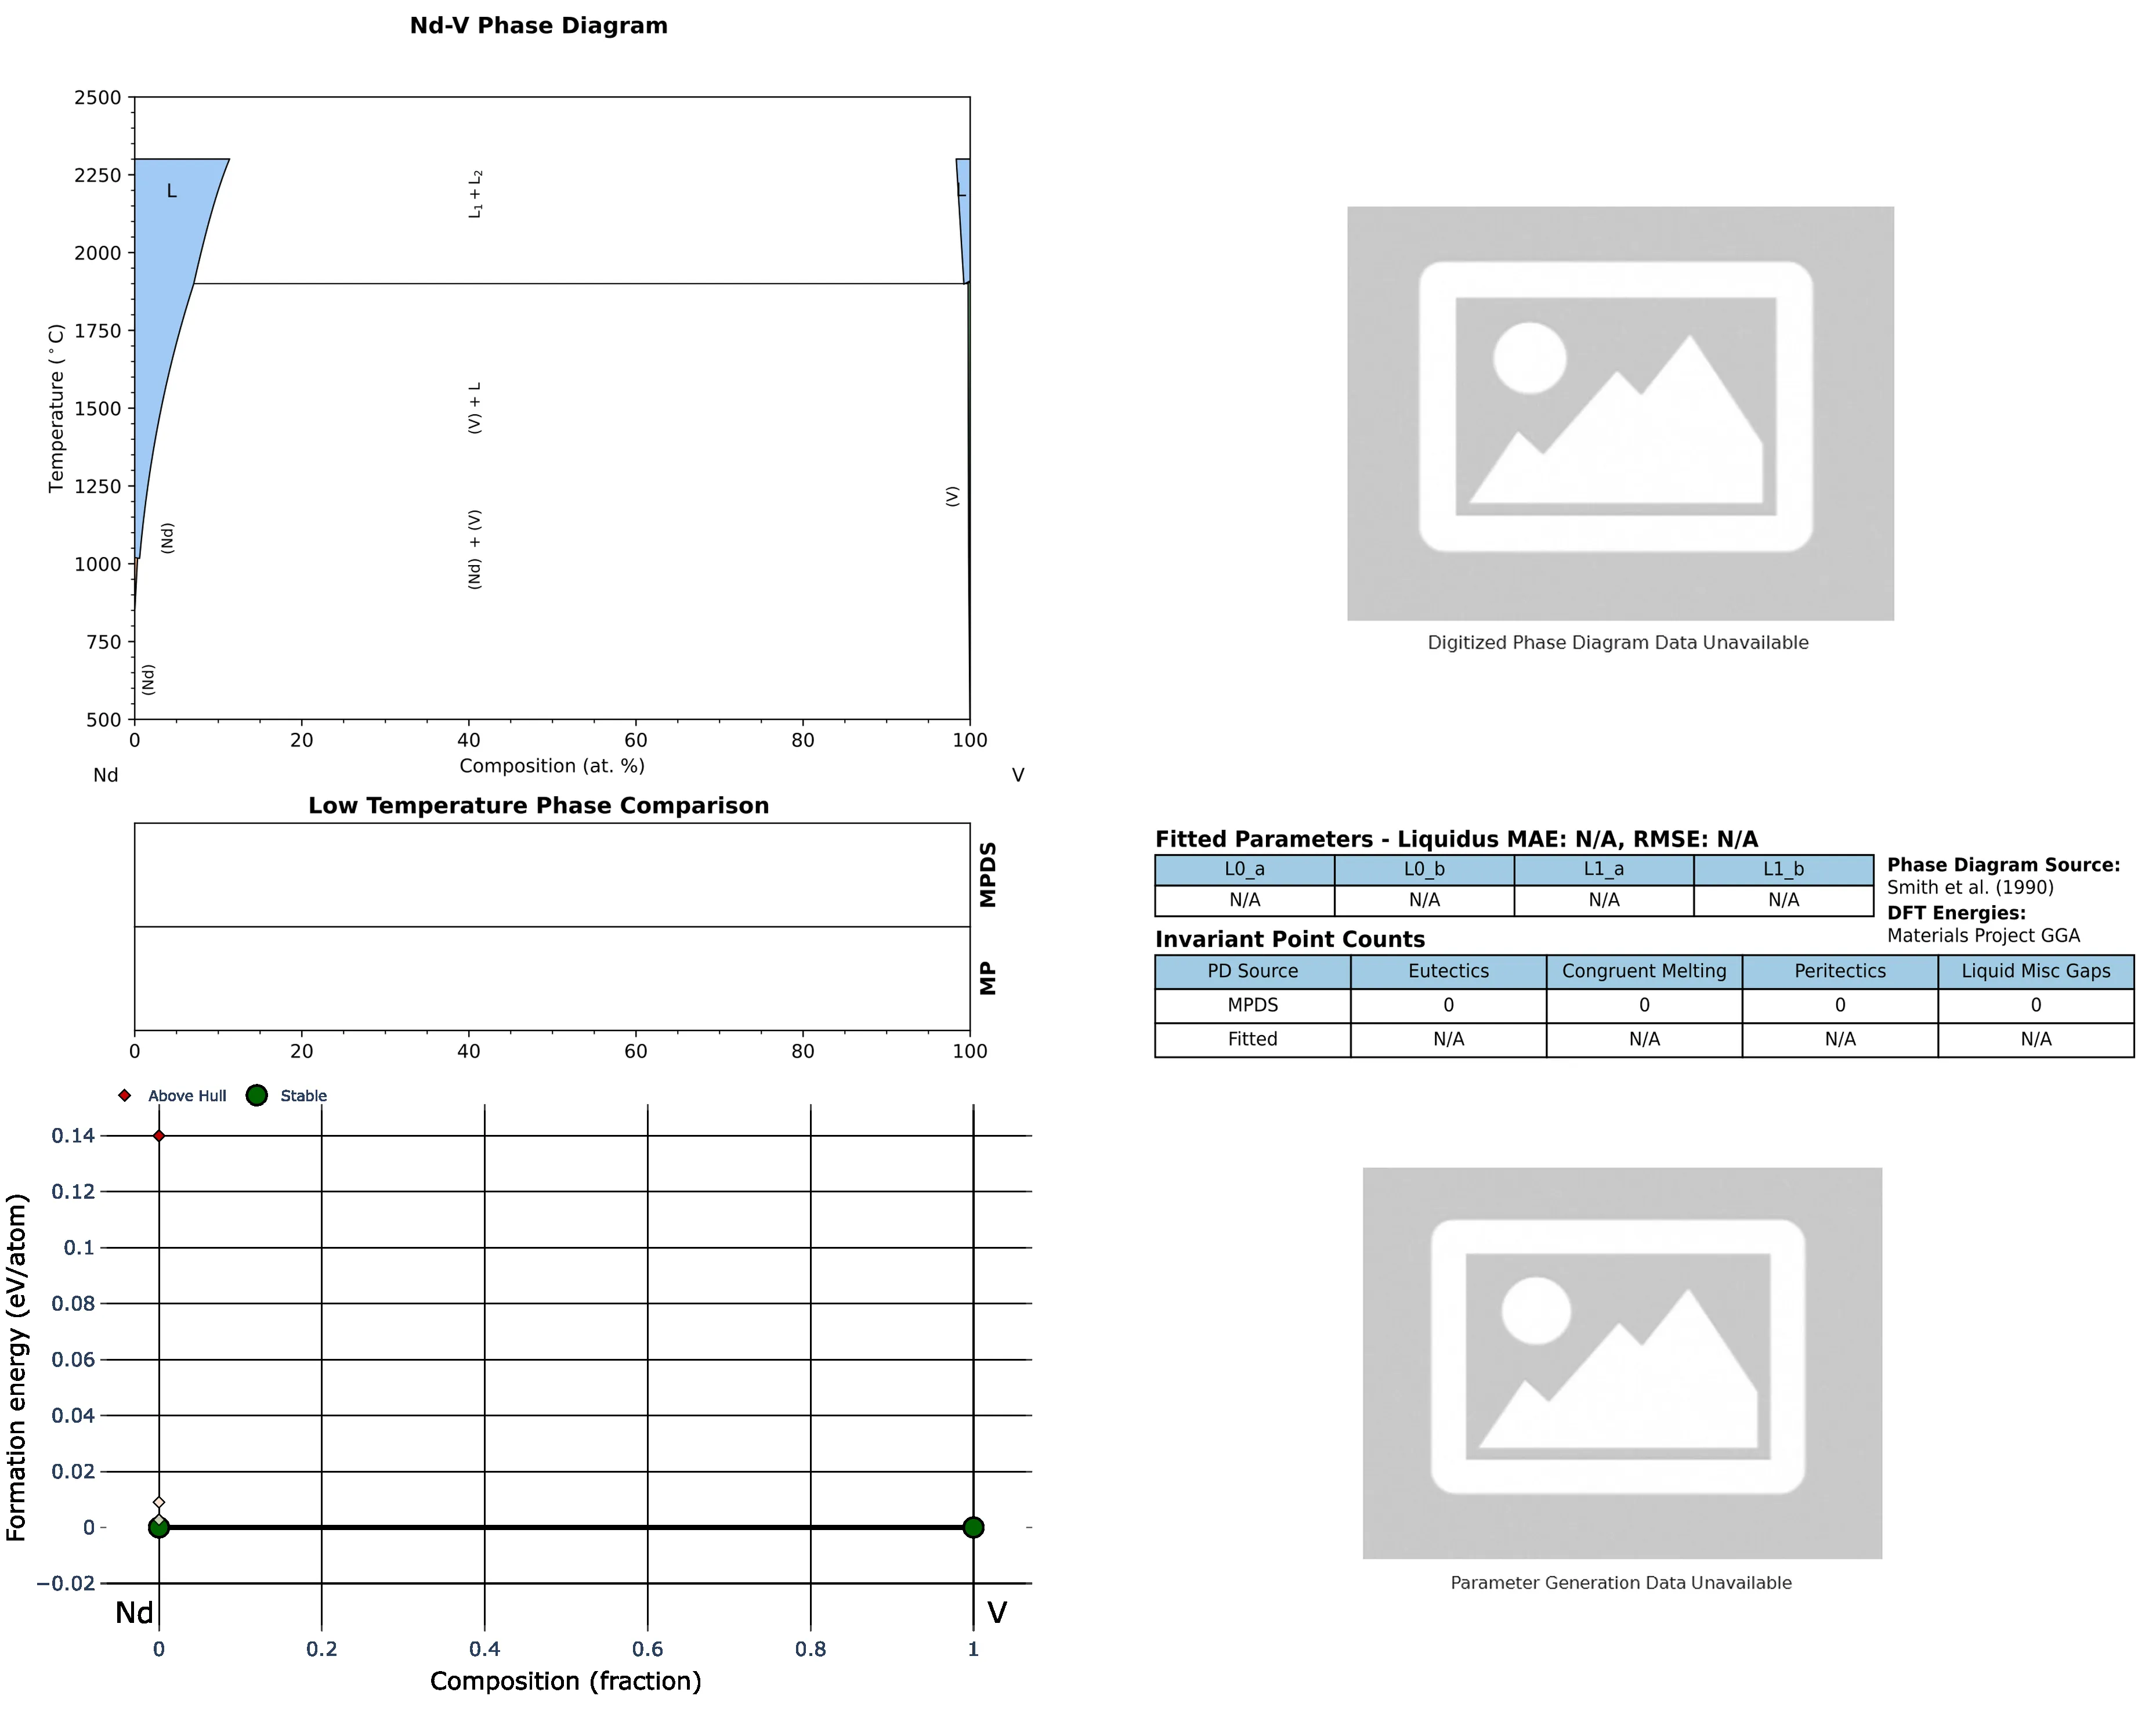 Nd-V Phase Diagram
2500
2250
2000
1750
1500
1250
1000
750
500
Temperature (°C)
L
L₁ + L₂
L
(V) + L
(Nd)
(Nd) + (V)
(V)
(Nd)
0 20 40 60 80 100
Nd Composition (at. %) V
Digitized Phase Diagram Data Unavailable
Low Temperature Phase Comparison
MPDS
MP
0 20 40 60 80 100
Fitted Parameters - Liquidus MAE: N/A, RMSE: N/A
L0_a L0_b L1_a L1_b
N/A N/A N/A N/A
Phase Diagram Source:
Smith et al. (1990)
DFT Energies:
Materials Project GGA
Invariant Point Counts
PD Source Eutectics Congruent Melting Peritectics Liquid Misc Gaps
MPDS 0 0 0 0
Fitted N/A N/A N/A N/A
Above Hull Stable
0.14
0.12
0.1
0.08
0.06
0.04
0.02
0
−0.02
Formation energy (eV/atom)
Nd V
0 0.2 0.4 0.6 0.8 1
Composition (fraction)
Parameter Generation Data Unavailable